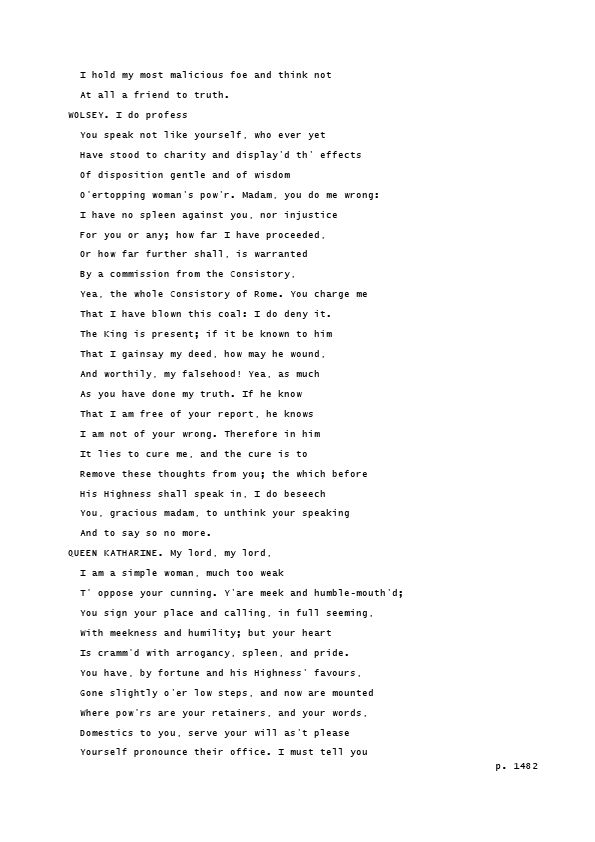 I hold my most malicious foe and think not
At all a friend to truth.
WOLSEY. I do profess
You speak not like yourself, who ever yet
Have stood to charity and display'd th' effects
Of disposition gentle and of wisdom
O'ertopping woman's pow'r. Madam, you do me wrong:
I have no spleen against you, nor injustice
For you or any; how far I have proceeded,
Or how far further shall, is warranted
By a commission from the Consistory,
Yea, the whole Consistory of Rome. You charge me
That I have blown this coal: I do deny it.
The King is present; if it be known to him
That I gainsay my deed, how may he wound,
And worthily, my falsehood! Yea, as much
As you have done my truth. If he know
That I am free of your report, he knows
I am not of your wrong. Therefore in him
It lies to cure me, and the cure is to
Remove these thoughts from you; the which before
His Highness shall speak in, I do beseech
You, gracious madam, to unthink your speaking
And to say so no more.
QUEEN KATHARINE. My lord, my lord,
I am a simple woman, much too weak
T' oppose your cunning. Y'are meek and humble-mouth'd;
You sign your place and calling, in full seeming,
With meekness and humility; but your heart
Is cramm'd with arrogancy, spleen, and pride.
You have, by fortune and his Highness' favours,
Gone slightly o'er low steps, and now are mounted
Where pow'rs are your retainers, and your words,
Domestics to you, serve your will as't please
Yourself pronounce their office. I must tell you
p. 1482